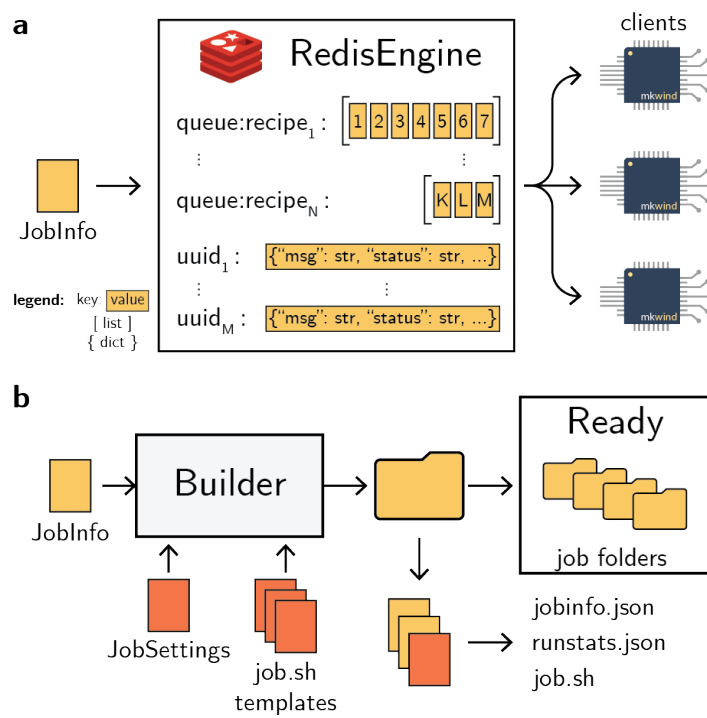 a
RedisEngine
clients
queue:recipe1 : [1 2 3 4 5 6 7]
⋮ ⋮
queue:recipeN : [K L M]
uuid1 : {“msg”: str, “status”: str, ...}
⋮ ⋮
uuidM : {“msg”: str, “status”: str, ...}
JobInfo
legend: key: value
[ list ]
{ dict }
mkwind
mkwind
mkwind
b
JobInfo
Builder
JobSettings
job.sh
templates
Ready
job folders
jobinfo.json
runstats.json
job.sh